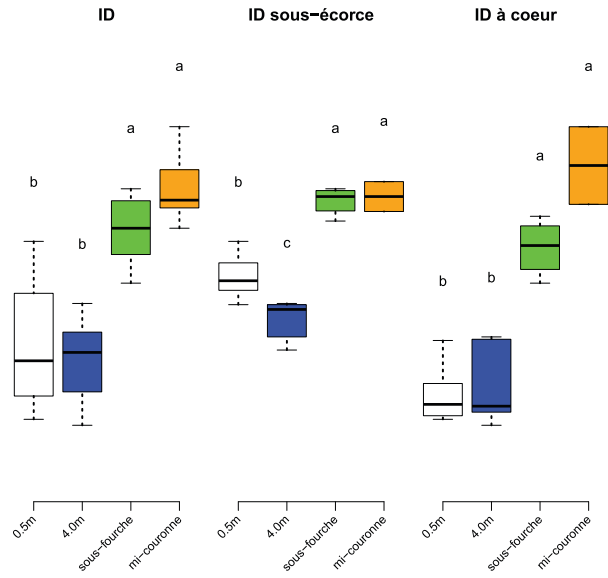 ID
ID sous-écorce
ID à coeur
b
b
a
a
b
c
a
a
b
b
a
a
0.5m
4.0m
sous-fourche
mi-couronne
0.5m
4.0m
sous-fourche
mi-couronne
0.5m
4.0m
sous-fourche
mi-couronne